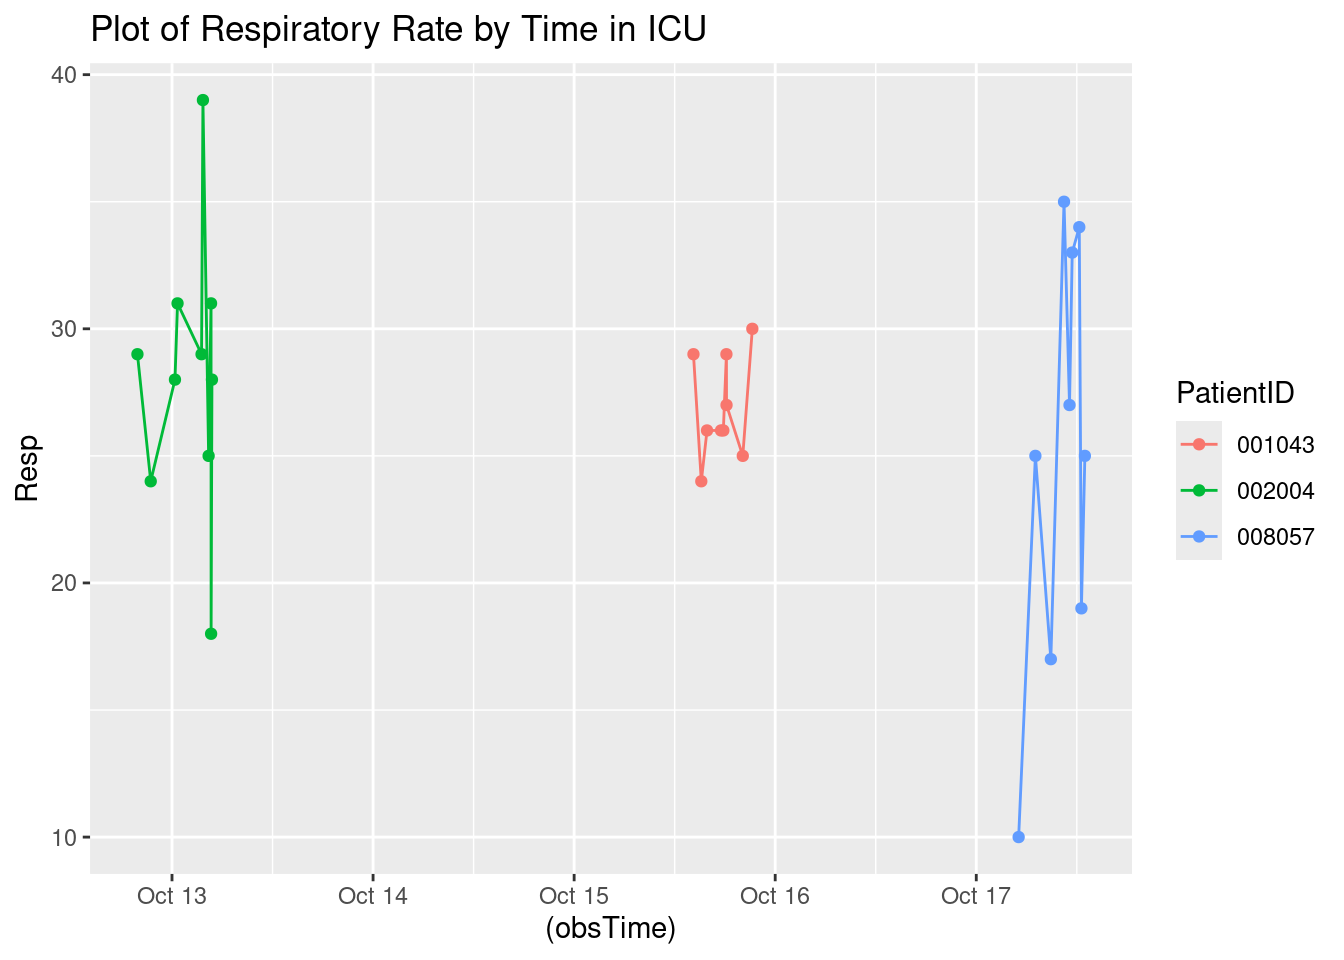 Plot of Respiratory Rate by Time in ICU
40
30
20
10
Resp
Oct 13
Oct 14
Oct 15
Oct 16
Oct 17
(obsTime)
PatientID
001043
002004
008057